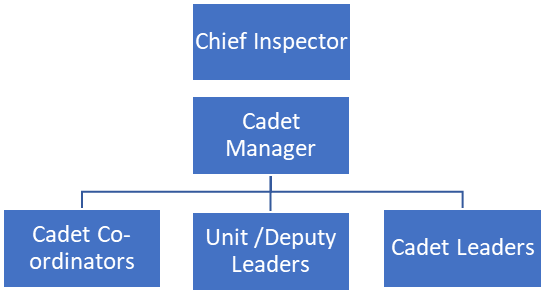 Chief Inspector
Cadet
Manager
Cadet Co-
ordinators
Unit /Deputy
Leaders
Cadet Leaders